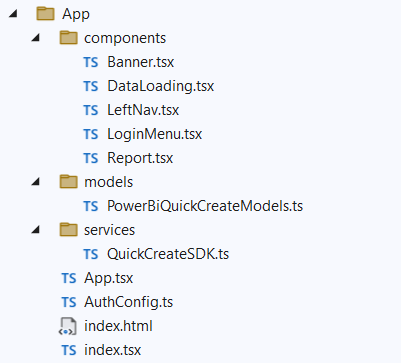 App
components
TS Banner.tsx
TS DataLoading.tsx
TS LeftNav.tsx
TS LoginMenu.tsx
TS Report.tsx
models
TS PowerBiQuickCreateModels.ts
services
TS QuickCreateSDK.ts
TS App.tsx
TS AuthConfig.ts
index.html
TS index.tsx